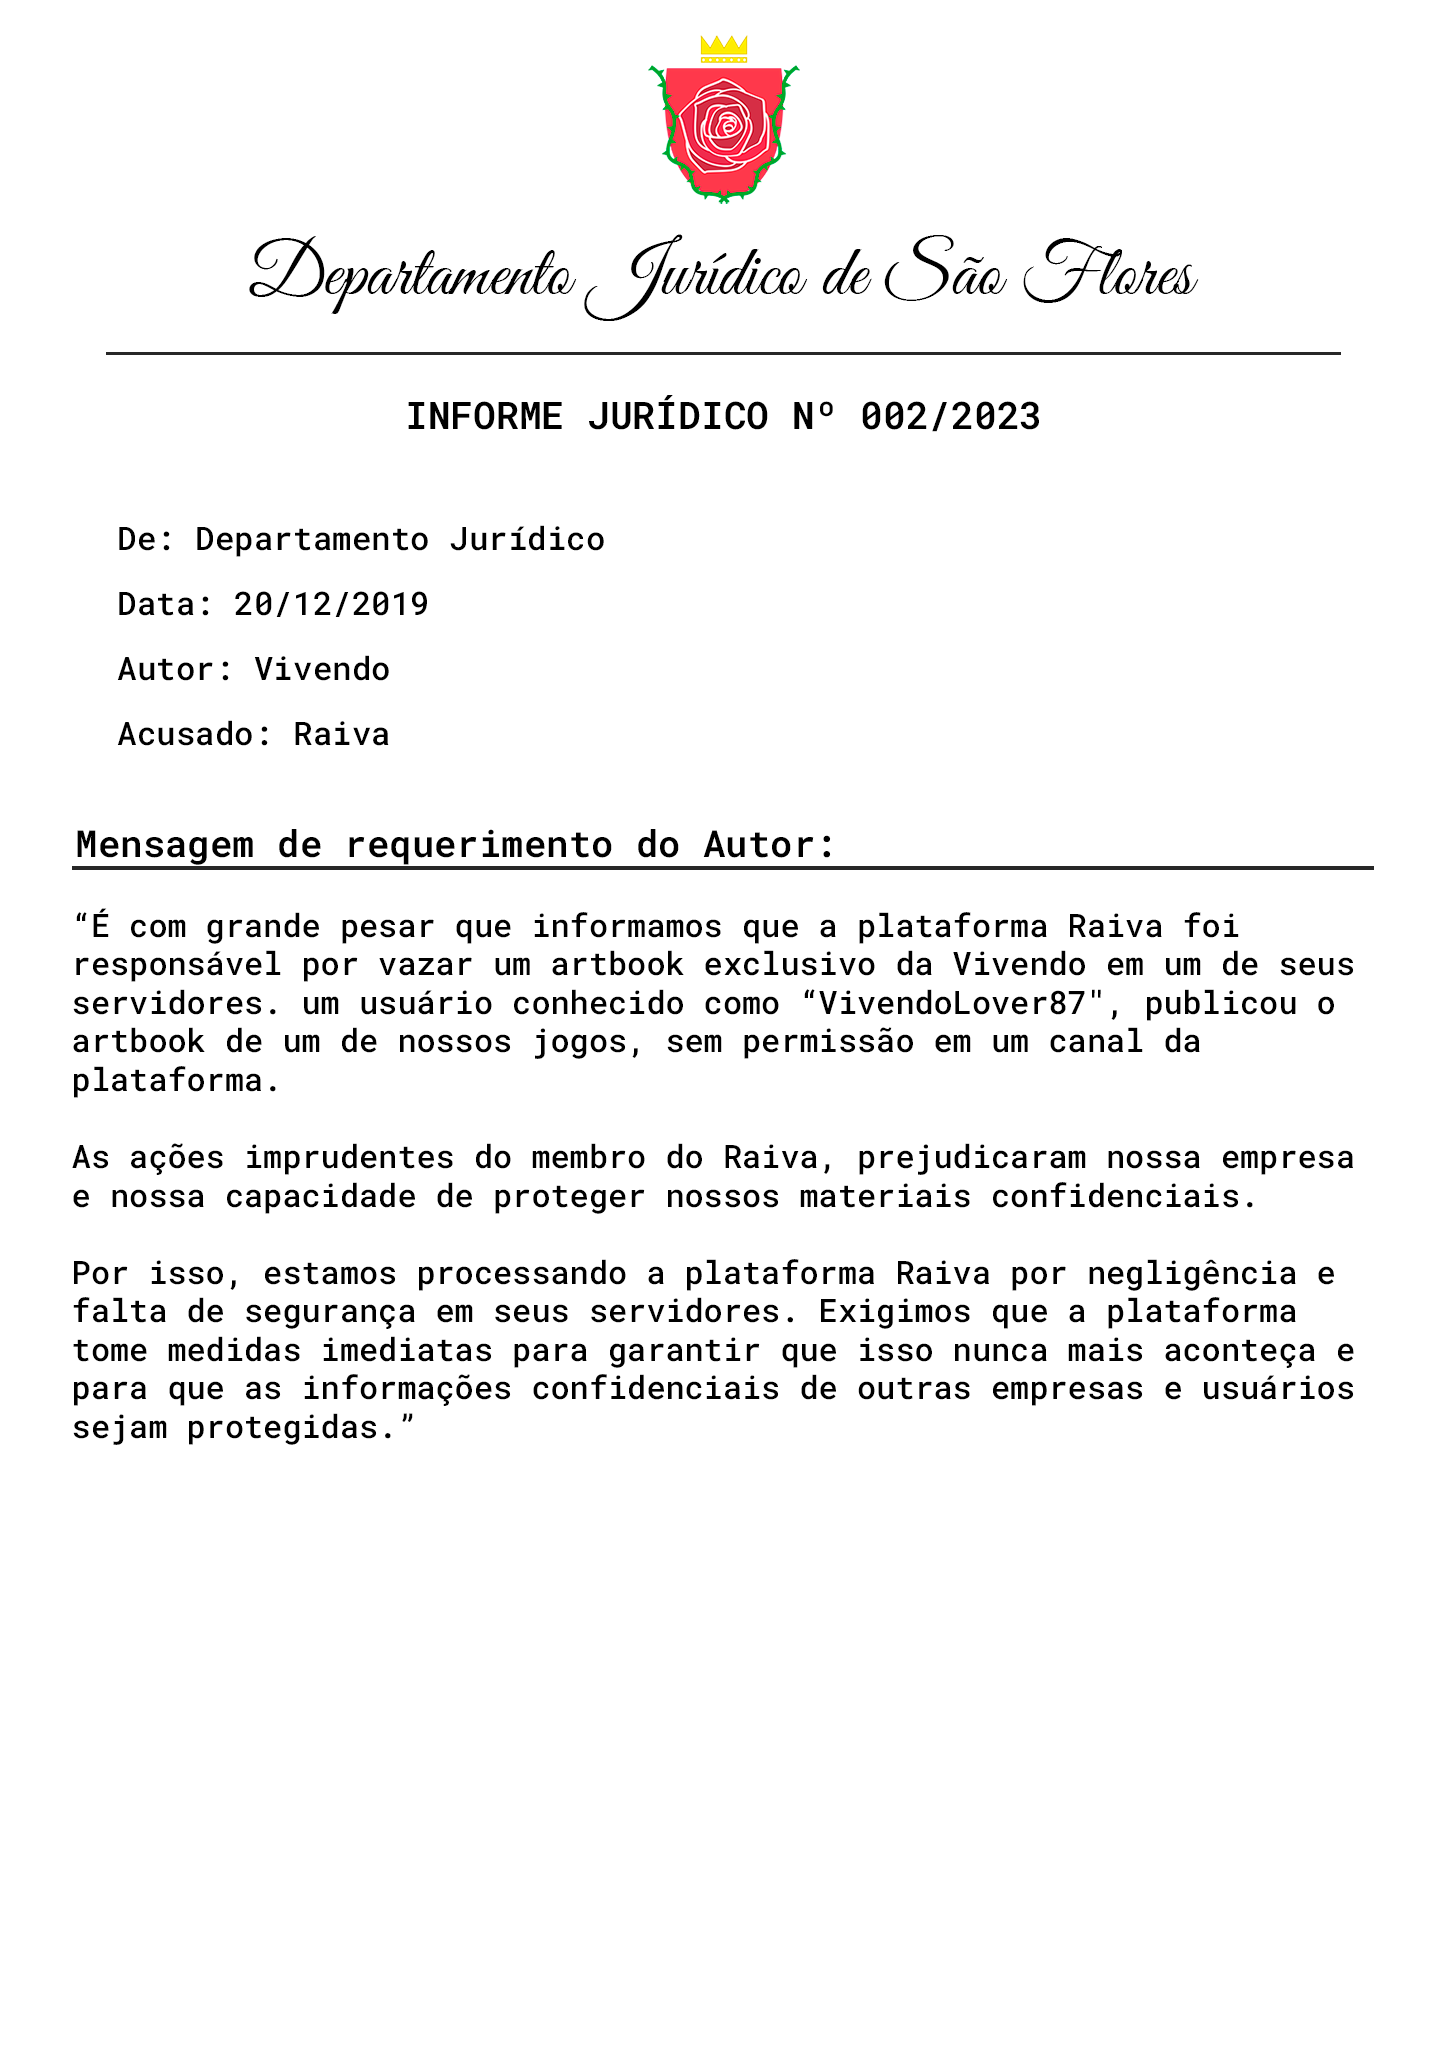 Departamento Jurídico de São Flores
INFORME JURÍDICO Nº 002/2023
De: Departamento Jurídico
Data: 20/12/2019
Autor: Vivendo
Acusado: Raiva
Mensagem de requerimento do Autor:
“É com grande pesar que informamos que a plataforma Raiva foi
responsável por vazar um artbook exclusivo da Vivendo em um de seus
servidores. um usuário conhecido como “VivendoLover87", publicou o
artbook de um de nossos jogos, sem permissão em um canal da
plataforma.
As ações imprudentes do membro do Raiva, prejudicaram nossa empresa
e nossa capacidade de proteger nossos materiais confidenciais.
Por isso, estamos processando a plataforma Raiva por negligência e
falta de segurança em seus servidores. Exigimos que a plataforma
tome medidas imediatas para garantir que isso nunca mais aconteça e
para que as informações confidenciais de outras empresas e usuários
sejam protegidas.”